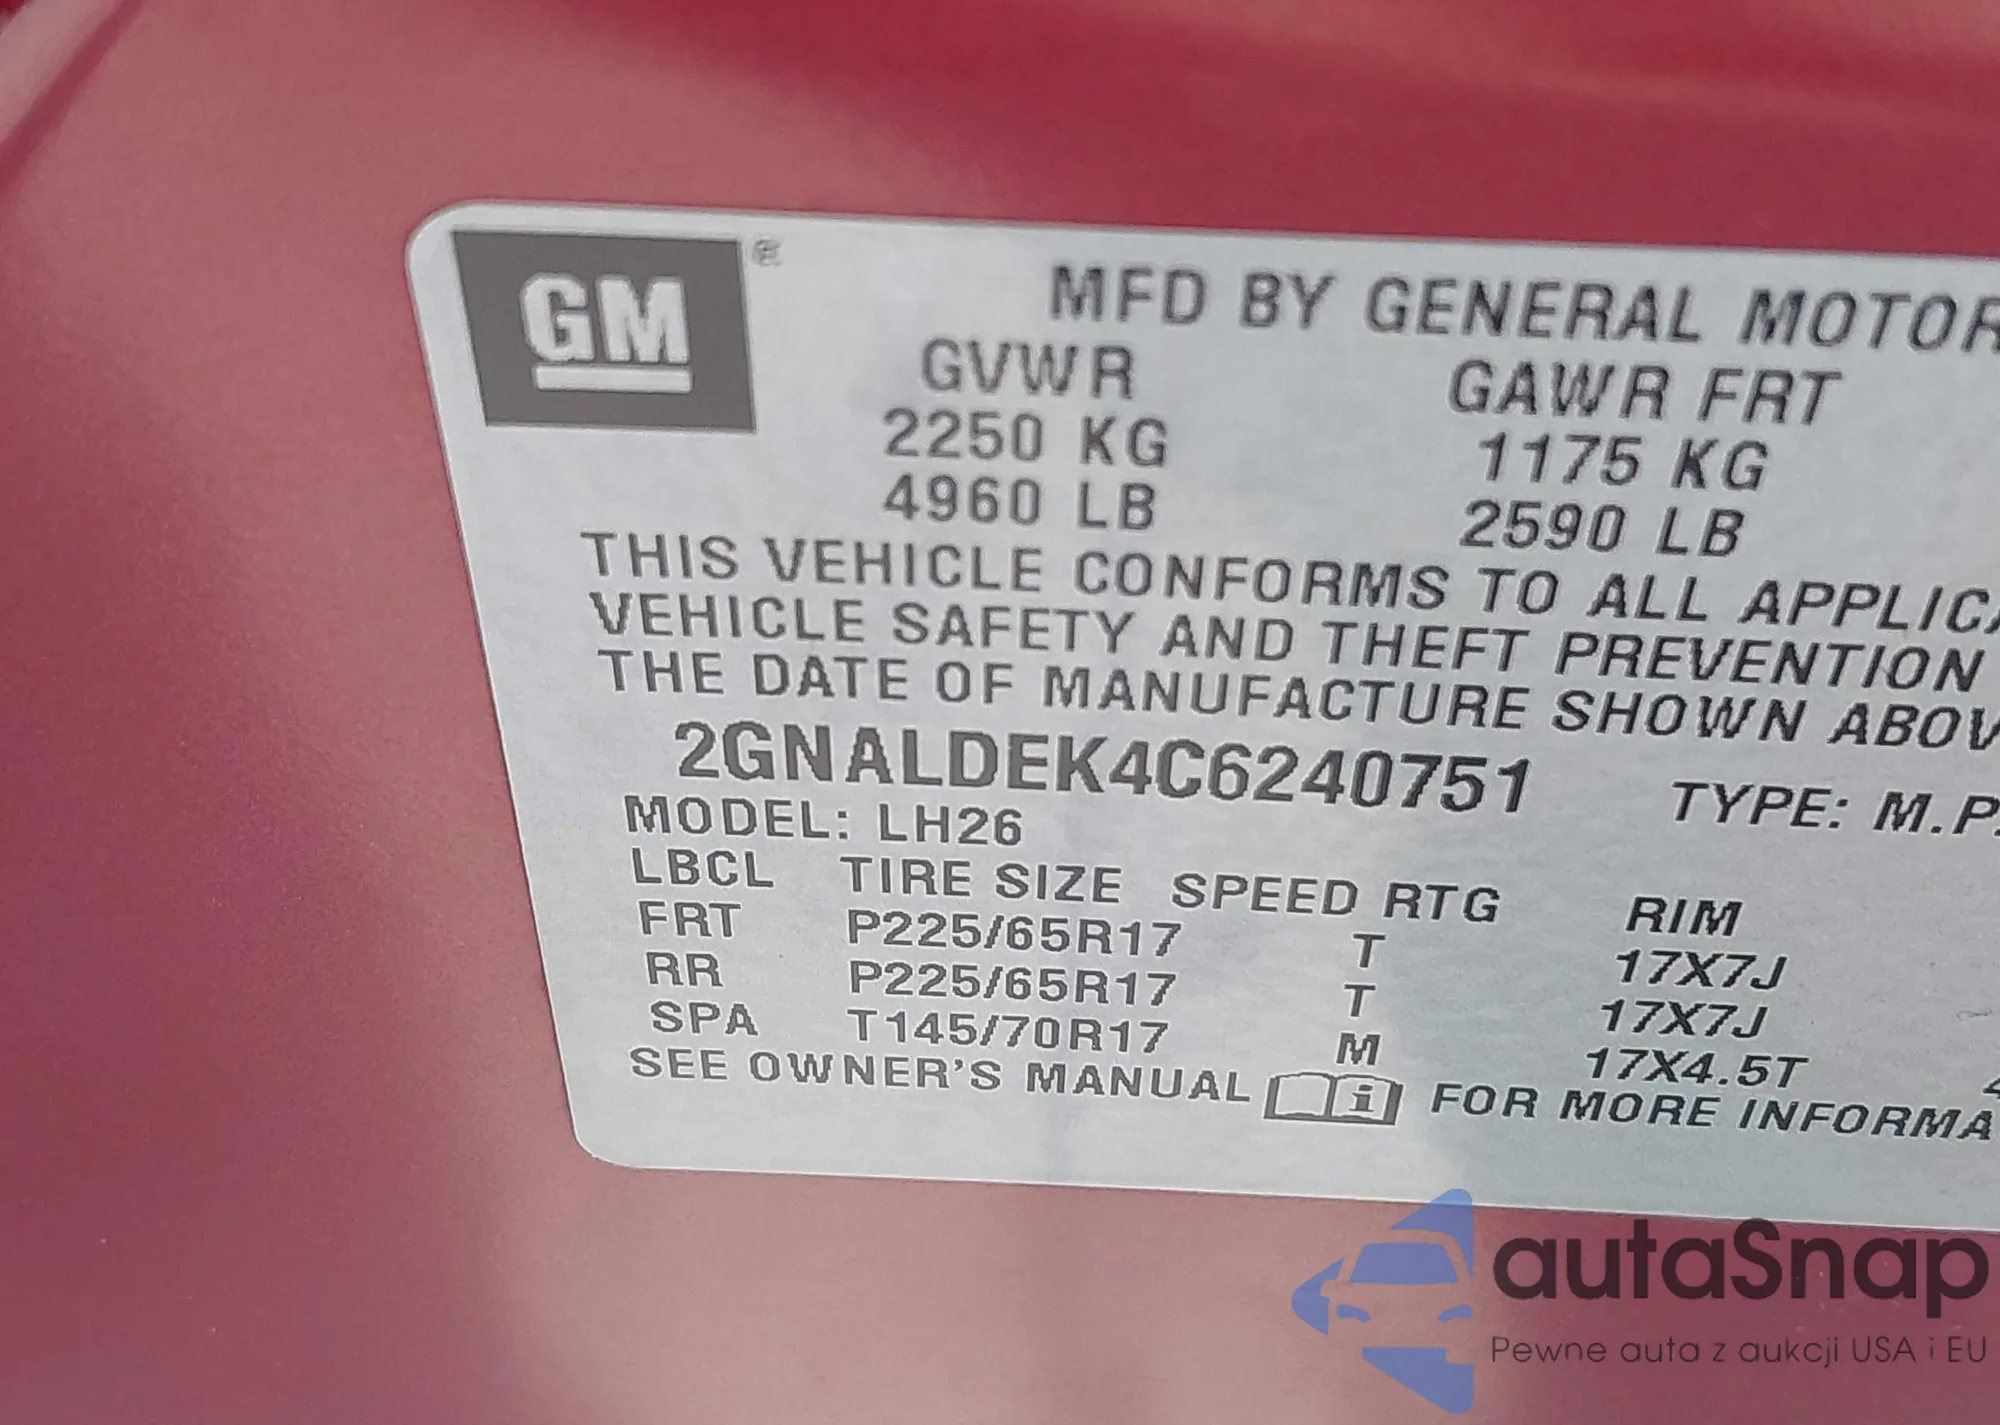 GM ®
MFD BY GENERAL MOTOR
GVWR GAWR FRT
2250 KG 1175 KG
4960 LB 2590 LB
THIS VEHICLE CONFORMS TO ALL APPLICA
VEHICLE SAFETY AND THEFT PREVENTION
THE DATE OF MANUFACTURE SHOWN ABOV
2GNALDEK4C6240751 TYPE: M.P.
MODEL: LH26
LBCL TIRE SIZE SPEED RTG RIM
FRT P225/65R17 T 17X7J
RR P225/65R17 T 17X7J
SPA T145/70R17 M 17X4.5T
SEE OWNER'S MANUAL i FOR MORE INFORMA
autaSnap
Pewne auta z aukcji USA i EU